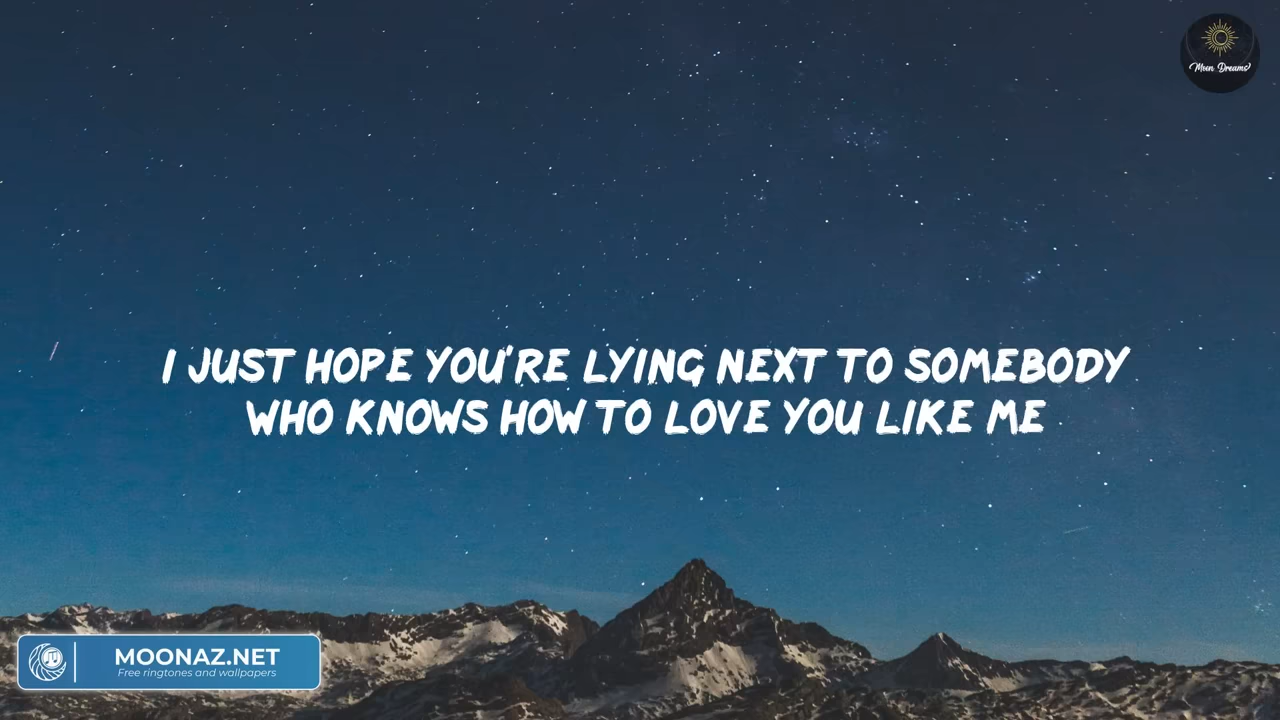 Moon Dreams
I JUST HOPE YOU'RE LYING NEXT TO SOMEBODY
WHO KNOWS HOW TO LOVE YOU LIKE ME
MOONAZ.NET
Free ringtones and wallpapers